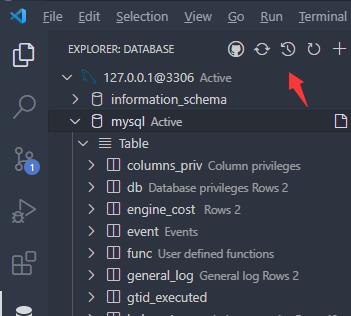 File Edit Selection View Go Run Terminal
EXPLORER: DATABASE
127.0.0.1@3306 Active
information_schema
mysql Active
Table
columns_priv Column privileges
db Database privileges Rows 2
engine_cost Rows 2
event Events
func User defined functions
general_log General log Rows 2
gtid_executed
1